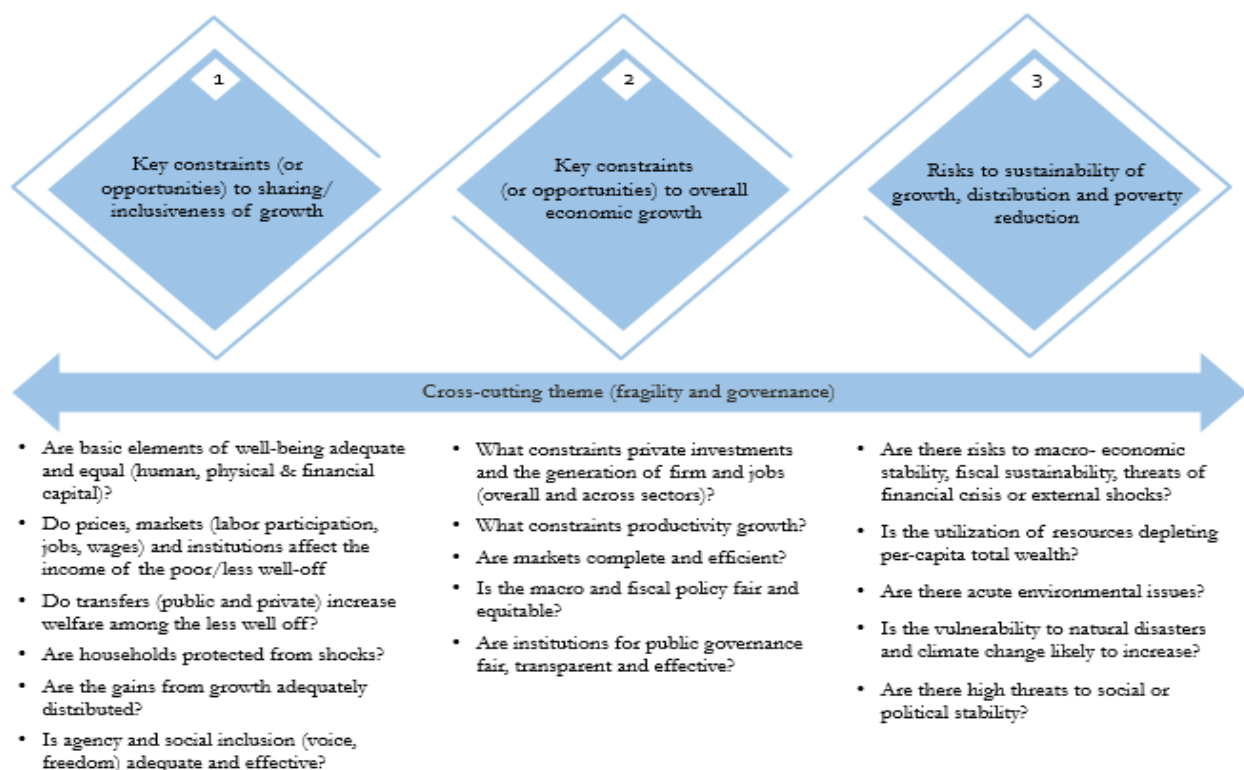 1
Key constraints (or
opportunities) to sharing/
inclusiveness of growth
2
Key constraints
(or opportunities) to overall
economic growth
3
Risks to sustainability of
growth, distribution and poverty
reduction
Cross-cutting theme (fragility and governance)
• Are basic elements of well-being adequate
and equal (human, physical & financial
capital)?
• Do prices, markets (labor participation,
jobs, wages) and institutions affect the
income of the poor/less well-off
• Do transfers (public and private) increase
welfare among the less well off?
• Are households protected from shocks?
• Are the gains from growth adequately
distributed?
• Is agency and social inclusion (voice,
freedom) adequate and effective?
• What constraints private investments
and the generation of firm and jobs
(overall and across sectors)?
• What constraints productivity growth?
• Are markets complete and efficient?
• Is the macro and fiscal policy fair and
equitable?
• Are institutions for public governance
fair, transparent and effective?
• Are there risks to macro- economic
stability, fiscal sustainability, threats of
financial crisis or external shocks?
• Is the utilization of resources depleting
per-capita total wealth?
• Are there acute environmental issues?
• Is the vulnerability to natural disasters
and climate change likely to increase?
• Are there high threats to social or
political stability?